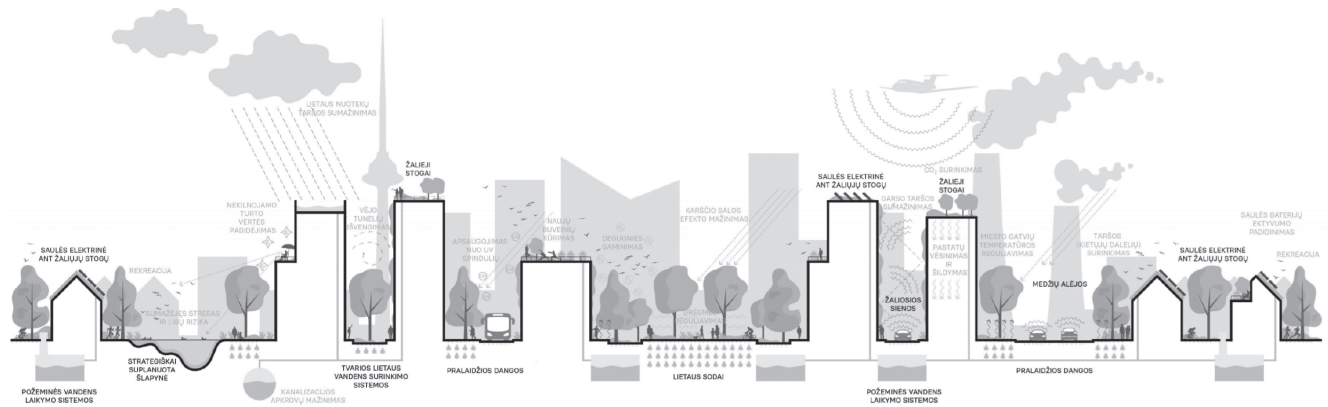 LIETAUS NUOTEKŲ
TARŠOS SUMAŽINIMAS
ŽALIEJI
STOGAI
NEKILNOJAMO
TURTO
VERTĖS
PADIDĖJIMAS
VĖJO
TUNELIŲ
IŠVENGIMAS
SAULĖS ELEKTRINĖ
ANT ŽALIŲJŲ STOGŲ
REKREACIJA
SUMAŽĖJĘS STRESAS
IR LIGŲ RIZIKA
APSAUGOJIMAS
NUO UV
SPINDULIŲ
NAUJŲ
BUVEINIŲ
KŪRIMAS
DEGUONIES
GAMINIMAS
KARŠČIO SALOS
EFEKTO MAŽINIMAS
REGULIAVIMAS
SAULĖS ELEKTRINĖ
ANT ŽALIŲJŲ STOGŲ
GARSO TARŠOS
SUMAŽINIMAS
CO₂ SURINKIMAS
ŽALIEJI
STOGAI
PASTATŲ
VĖSINIMAS
IR
ŠILDYMAS
ŽALIOSIOS
SIENOS
MIESTO GATVIŲ
TEMPERATŪROS
REGULIAVIMAS
MEDŽIŲ ALĖJOS
TARŠOS
(KIETŲJŲ DALELIŲ)
SURINKIMAS
SAULĖS ELEKTRINĖ
ANT ŽALIŲJŲ STOGŲ
SAULĖS BATERIJŲ
EKTYVUMO
PADIDINIMAS
REKREACIJA
POŽEMINĖS VANDENS
LAIKYMO SISTEMOS
STRATEGIŠKAI
SUPLANUOTA
ŠLAPYNĖ
KANALIZACIJOS
APKROVŲ MAŽINIMAS
TVARIOS LIETAUS
VANDENS SURINKIMO
SISTEMOS
PRALAIDŽIOS DANGOS
LIETAUS SODAI
POŽEMINĖS VANDENS
LAIKYMO SISTEMOS
PRALAIDŽIOS DANGOS